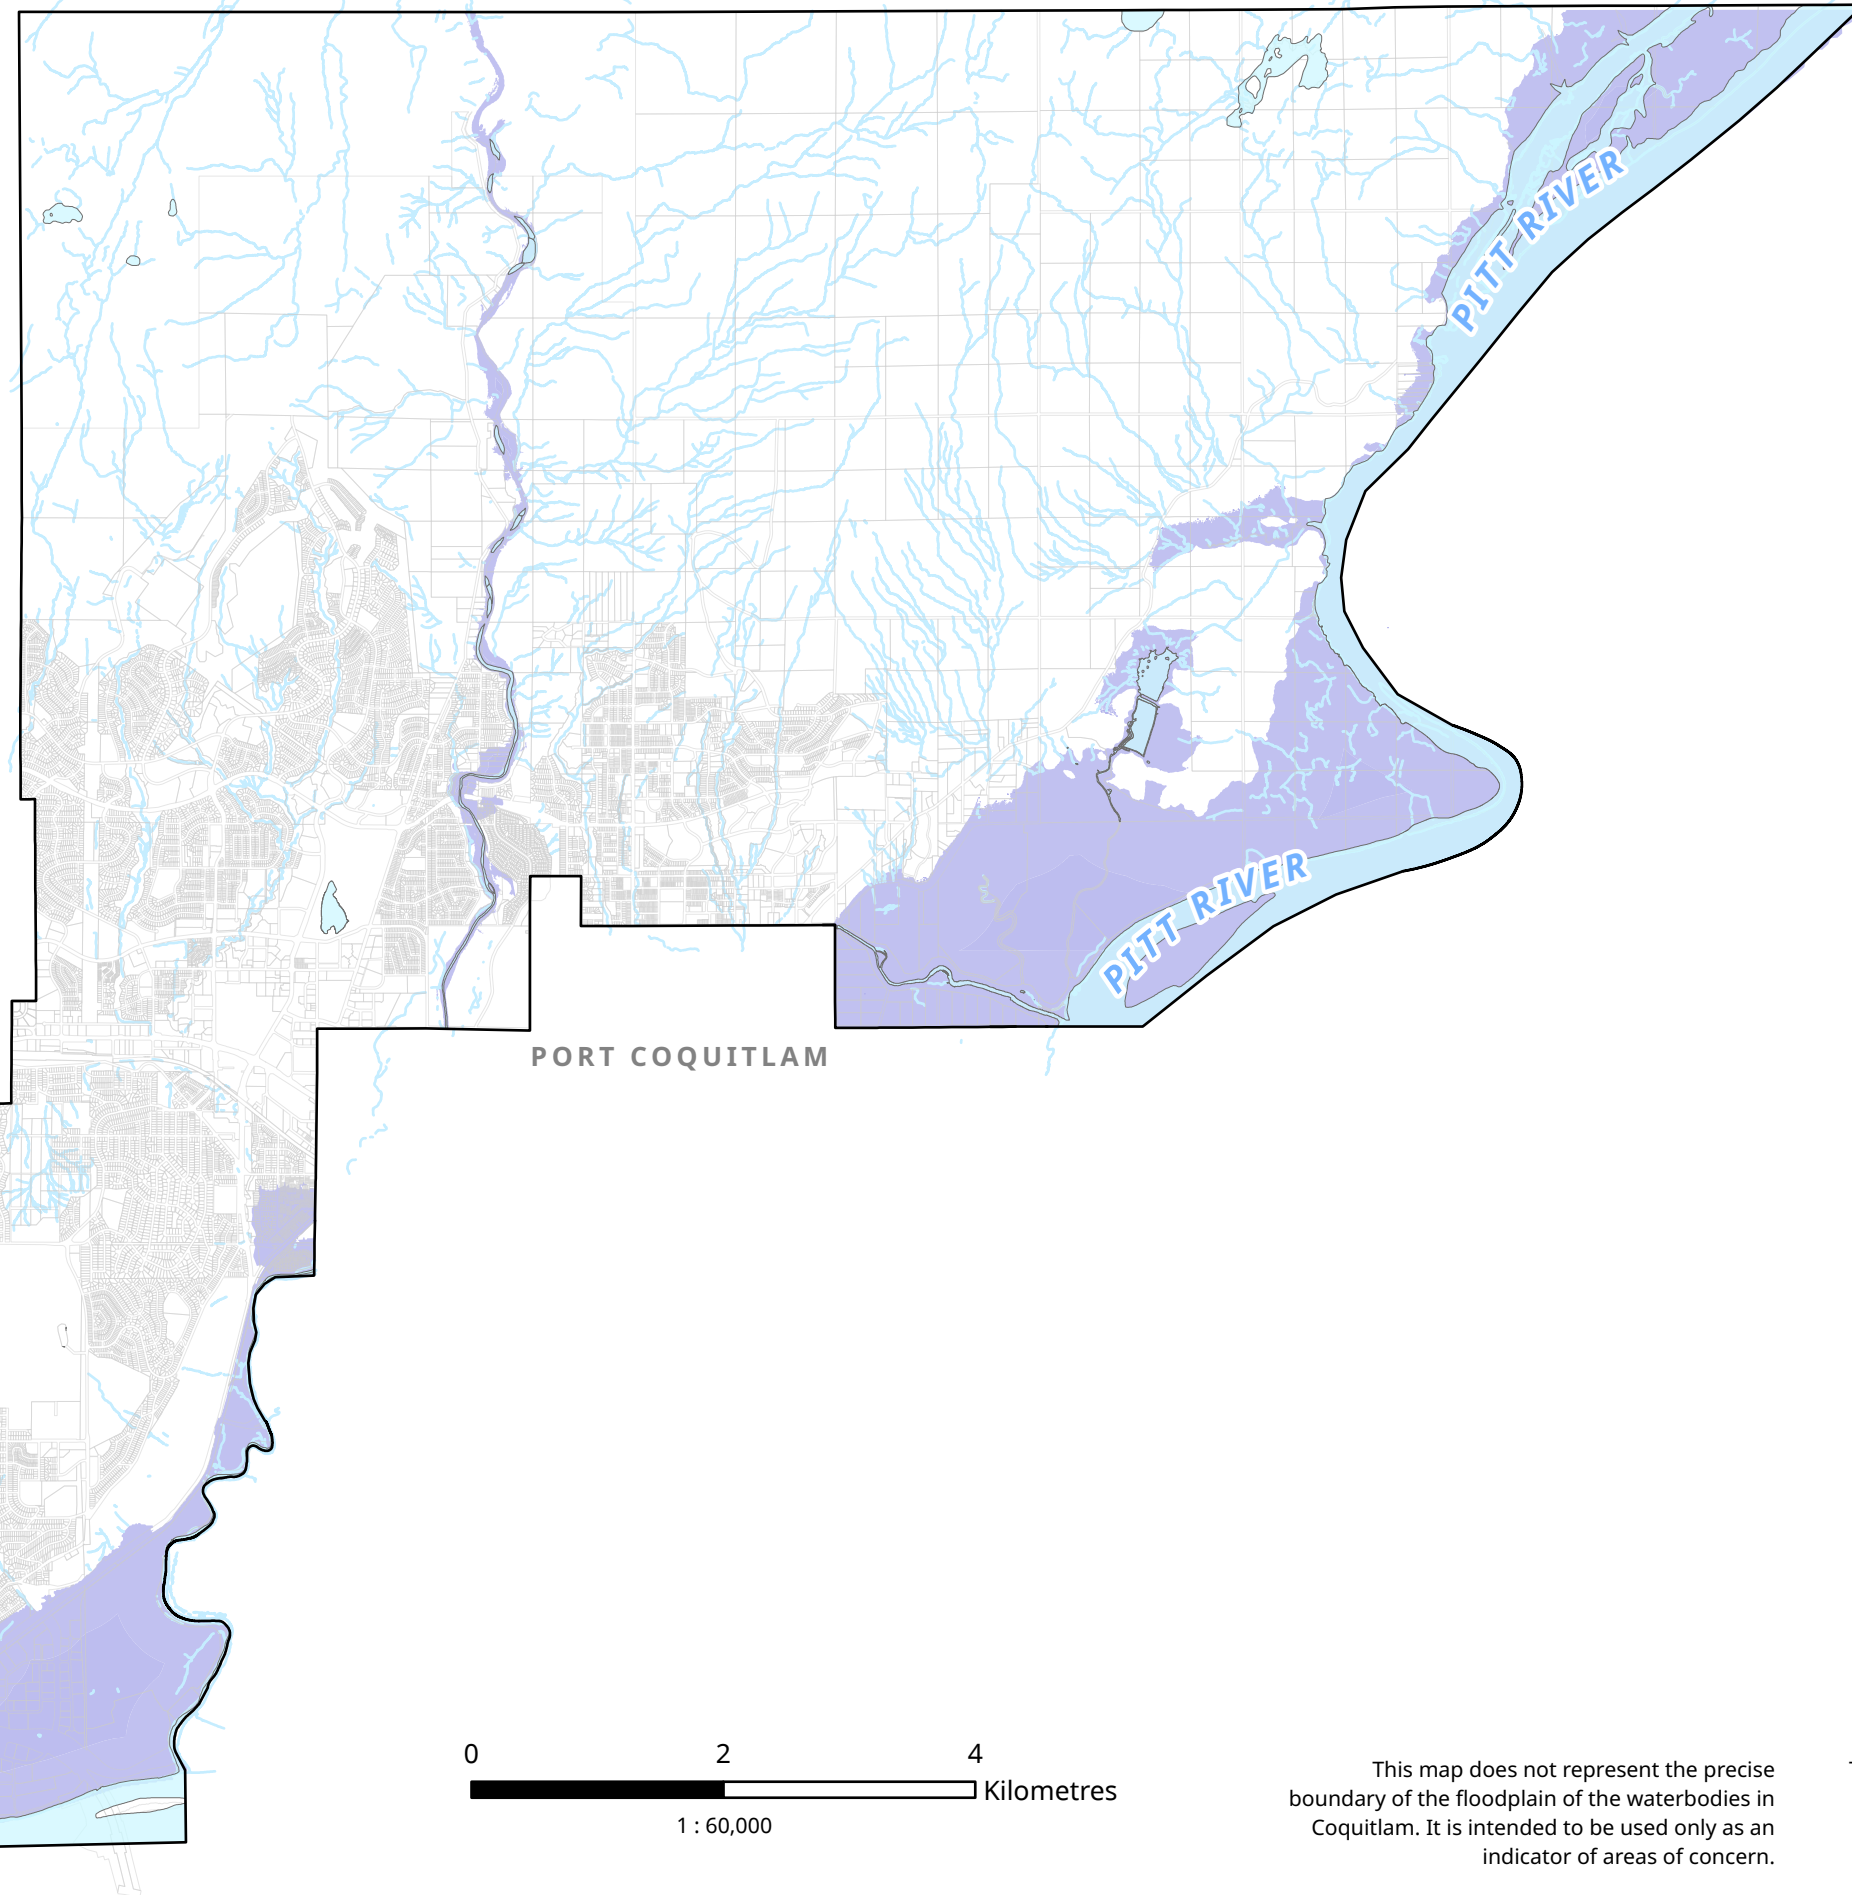 PITT RIVER
PITT RIVER
PORT COQUITLAM
0 2 4
Kilometres
1 : 60,000
This map does not represent the precise
boundary of the floodplain of the waterbodies in
Coquitlam. It is intended to be used only as an
indicator of areas of concern.